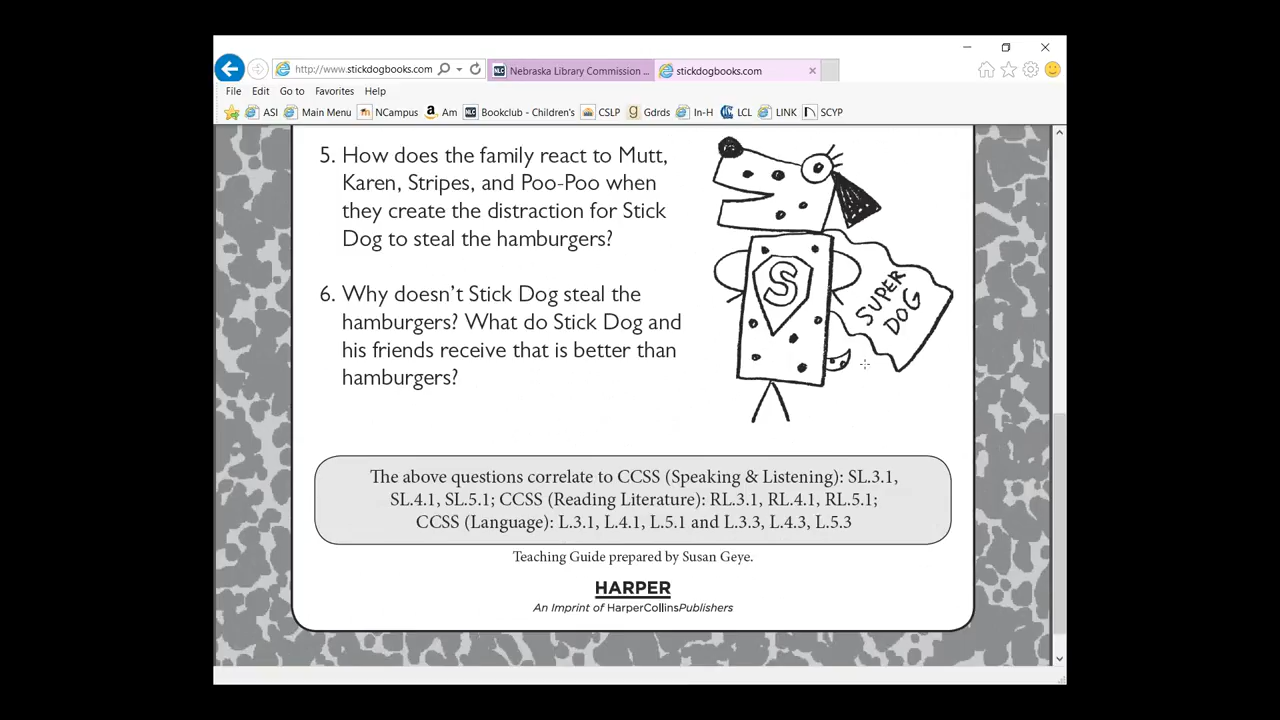 http://www.stickdogbooks.com
Nebraska Library Commission ...
stickdogbooks.com
File Edit Go to Favorites Help
ASI Main Menu NCampus Am Bookclub - Children's CSLP Gdrds In-H LCL LINK SCYP
5. How does the family react to Mutt,
Karen, Stripes, and Poo-Poo when
they create the distraction for Stick
Dog to steal the hamburgers?
6. Why doesn't Stick Dog steal the
hamburgers? What do Stick Dog and
his friends receive that is better than
hamburgers?
S
SUPER
DOG
The above questions correlate to CCSS (Speaking & Listening): SL.3.1,
SL.4.1, SL.5.1; CCSS (Reading Literature): RL.3.1, RL.4.1, RL.5.1;
CCSS (Language): L.3.1, L.4.1, L.5.1 and L.3.3, L.4.3, L.5.3
Teaching Guide prepared by Susan Geye.
HARPER
An Imprint of HarperCollinsPublishers